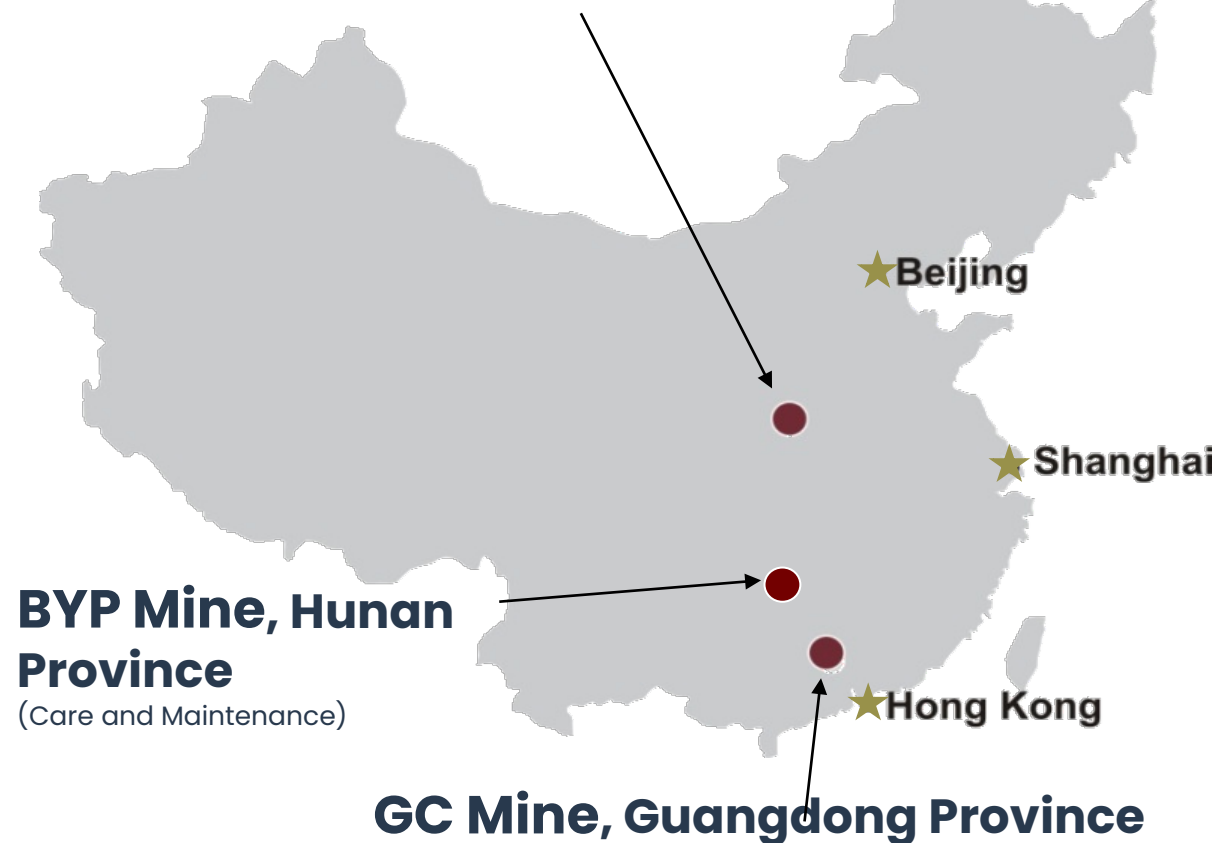 Beijing
Shanghai
BYP Mine, Hunan
Province
(Care and Maintenance)
Hong Kong
GC Mine, Guangdong Province